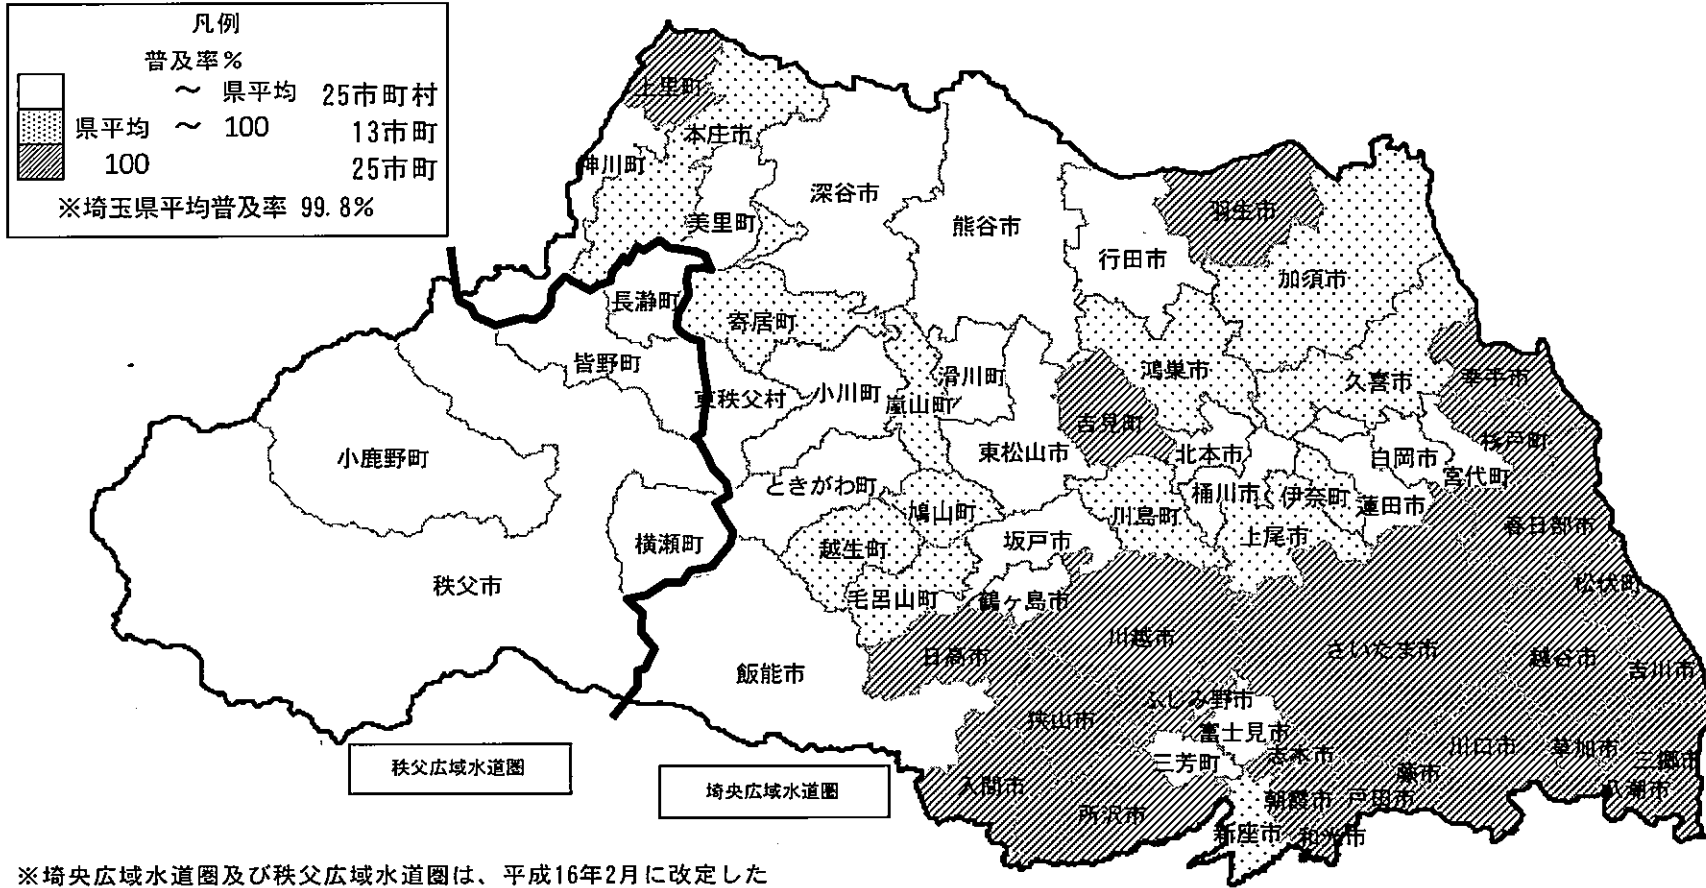 凡例
普及率%
～ 県平均 25市町村
県平均 ～ 100 13市町
100 25市町
※埼玉県平均普及率 99.8%
上里町
本庄市
神川町
深谷市
美里町
羽生市
熊谷市
行田市
加須市
長瀞町
寄居町
皆野町
滑川町
鴻巣市
久喜市
幸手市
東秩父村
小川町
嵐山町
吉見町
杉戸町
小鹿野町
東松山市
北本市
白岡市
宮代町
ときがわ町
桶川市
伊奈町
蓮田市
鳩山町
川島町
春日部市
横瀬町
越生町
坂戸市
上尾市
秩父市
毛呂山町
鶴ヶ島市
松伏町
川越市
さいたま市
日高市
越谷市
吉川市
飯能市
ふじみ野市
狭山市
富士見市
志木市
川口市
草加市
三郷市
三芳町
蕨市
入間市
八潮市
朝霞市
戸田市
所沢市
新座市
和光市
秩父広域水道圏
埼央広域水道圏
※埼央広域水道圏及び秩父広域水道圏は、平成16年2月に改定した